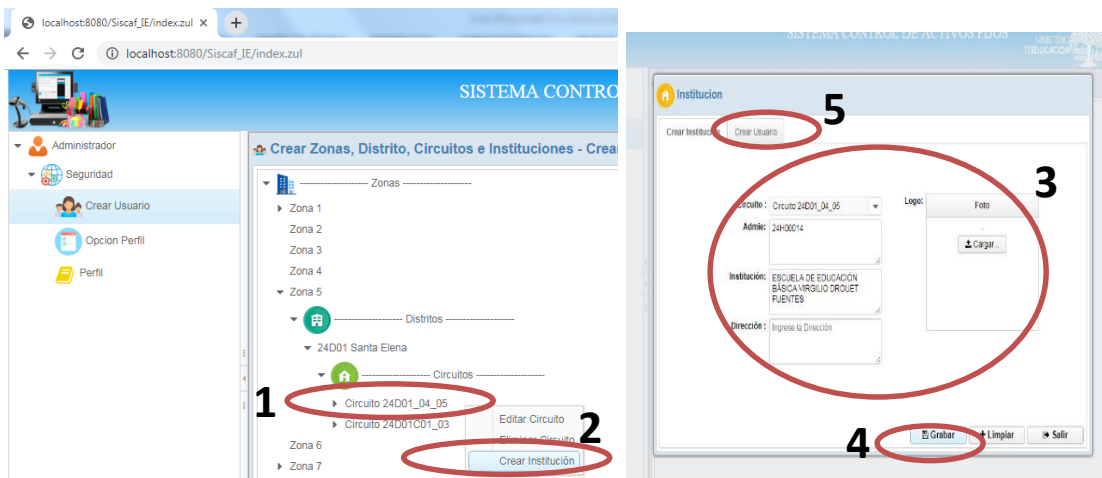 localhost:8080/Siscaf_IE/index.zul × +
localhost:8080/Siscaf_IE/index.zul
SISTEMA CONTRO
Administrador
Seguridad
Crear Usuario
Opcion Perfil
Perfil
Crear Zonas, Distrito, Circuitos e Instituciones - Crea
-------------------- Zonas --------------------
Zona 1
Zona 2
Zona 3
Zona 4
Zona 5
-------------------- Distritos --------------------
24D01 Santa Elena
-------------------- Circuitos --------------------
1
Circuito 24D01_04_05
Circuito 24D01C01_03
Zona 6
Zona 7
Editar Circuito
Eliminar Circuito
Crear Institución
2
SISTEMA CONTROL DE ACTIVOS FIJOS
Institucion
5
Crear Institución
Crear Usuario
3
Circuito :
Circuito 24D01_04_05
Logo:
Foto
Cargar...
Admie:
24H00014
Institución:
ESCUELA DE EDUCACIÓN
BÁSICA VIRGILIO DROUET
FUENTES
Dirección :
Ingrese la Dirección
4
Grabar
+ Limpiar
Salir